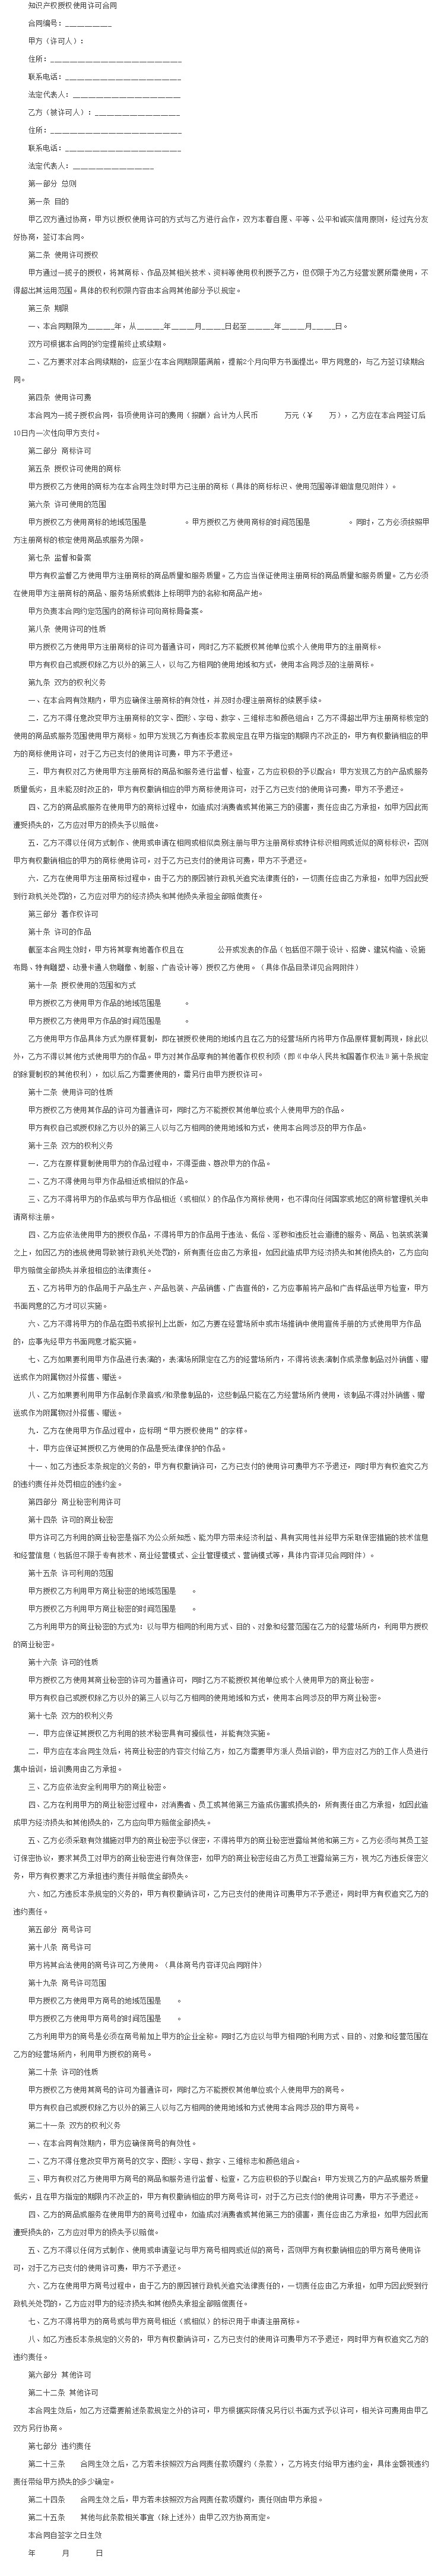 知识产权授权使用许可合同
合同编号：____________
甲方（许可人）：
住所：__________________________________
联系电话：______________________________
法定代表人：____________________________
乙方（被许可人）：______________________
住所：__________________________________
联系电话：______________________________
法定代表人：_____________________
第一部分 总则
第一条 目的
甲乙双方通过协商，甲方以授权使用许可的方式与乙方进行合作，双方本着自愿、平等、公平和诚实信用原则，经过充分友
好协商，签订本合同。
第二条 使用许可授权
甲方通过一揽子的授权，将其商标、作品及其相关技术、资料等使用权利授予乙方，但仅限于为乙方经营发展所需使用，不
得超出其运用范围。具体的权利权限内容由本合同其他部分予以规定。
第三条 期限
一、本合同期限为_______年，从_______年______月______日起至_______年______月______日。
双方可根据本合同的约定提前终止或续期。
二、乙方要求对本合同续期的，应至少在本合同期限届满前，提前2个月向甲方书面提出。甲方同意的，与乙方签订续期合
同。
第四条 使用许可费
本合同为一揽子授权合同，各项使用许可的费用（报酬）合计为人民币 万元（￥ 万），乙方应在本合同签订后
10日内一次性向甲方支付。
第二部分 商标许可
第五条 授权许可使用的商标
甲方授权乙方使用的商标为在本合同生效时甲方已注册的商标（具体的商标标识、使用范围等详细信息见附件）。
第六条 许可使用的范围
甲方授权乙方使用商标的地域范围是 。甲方授权乙方使用商标的时间范围是 。同时，乙方必须按照甲
方注册商标的核定使用商品或服务为限。
第七条 监督和备案
甲方有权监督乙方使用甲方注册商标的商品质量和服务质量。乙方应当保证使用注册商标的商品质量和服务质量。乙方必须
在使用甲方注册商标的商品、服务场所或载体上标明甲方的名称和商品产地。
甲方负责本合同约定范围内的商标许可向商标局备案。
第八条 使用许可的性质
甲方授权乙方使用甲方注册商标的许可为普通许可，同时乙方不能授权其他单位或个人使用甲方的注册商标。
甲方有权自己或授权除乙方以外的第三人，以与乙方相同的使用地域和方式，使用本合同涉及的注册商标。
第九条 双方的权利义务
一、在本合同有效期内，甲方应确保注册商标的有效性，并及时办理注册商标的续展手续。
二、乙方不得任意改变甲方注册商标的文字、图形、字母、数字、三维标志和颜色组合；乙方不得超出甲方注册商标核定的
使用的商品或服务范围使用甲方商标。如甲方发现乙方有违反本款规定且在甲方指定的期限内不改正的，甲方有权撤销相应的甲
方的商标使用许可，对于乙方已支付的使用许可费，甲方不予退还。
三．甲方有权对乙方使用甲方注册商标的商品和服务进行监督、检查，乙方应积极的予以配合；甲方发现乙方的产品或服务
质量低劣，且未能及时改正的，甲方有权撤销相应的甲方商标使用许可，对于乙方已支付的使用许可费，甲方不予退还。
四、乙方的商品或服务在使用甲方的商标过程中，如造成对消费者或其他第三方的侵害，责任应由乙方承担，如甲方因此而
遭受损失的，乙方应对甲方的损失予以赔偿。
五．乙方不得以任何方式制作、使用或申请在相同或相似类别注册与甲方注册商标或特许标识相同或近似的商标标识，否则
甲方有权撤销相应的甲方的商标使用许可，对于乙方已支付的使用许可费，甲方不予退还。
六．乙方在使用甲方注册商标过程中，由于乙方的原因被行政机关追究法律责任的，一切责任应由乙方承担，如甲方因此受
到行政机关处罚的，乙方应对甲方的经济损失和其他损失承担全部赔偿责任。
第三部分 著作权许可
第十条 许可的作品
截至本合同生效时，甲方将其享有地著作权且在 公开或发表的作品（包括但不限于设计、招牌、建筑构造、设施
布局、特有雕塑、动漫卡通人物雕像、制服、广告设计等）授权乙方使用。（具体作品目录详见合同附件）
第十一条 授权使用的范围和方式
甲方授权乙方使用甲方作品的地域范围是 。
甲方授权乙方使用甲方作品的时间范围是 。
乙方使用甲方作品具体方式为原样复制，即在被授权使用的地域内且在乙方的经营场所内将甲方作品原样复制再现，除此以
外，乙方不得以其他方式使用甲方的作品。甲方对其作品享有的其他著作权权利项（即《中华人民共和国著作权法》第十条规定
的除复制权的其他权利），如以后乙方需要使用的，需另行由甲方授权许可。
第十二条 使用许可的性质
甲方授权乙方使用其作品的许可为普通许可，同时乙方不能授权其他单位或个人使用甲方的作品。
甲方有权自己或授权除乙方以外的第三人以与乙方相同的使用地域和方式，使用本合同涉及的甲方作品。
第十三条 双方的权利义务
一．乙方在原样复制使用甲方的作品过程中，不得歪曲、篡改甲方的作品。
二．乙方不得使用与甲方作品相近或相似的作品。
三、乙方不得将甲方的作品或与甲方作品相近（或相似）的作品作为商标使用，也不得向任何国家或地区的商标管理机关申
请商标注册。
四、乙方应依法使用甲方的授权作品，不得将甲方的作品用于违法、低俗、淫秽和违反社会道德的服务、商品、包装或装潢
之上，如因乙方的违规使用导致被行政机关处罚的，所有责任应由乙方承担，如因此造成甲方经济损失和其他损失的，乙方应向
甲方赔偿全部损失并承担相应的法律责任。
五、乙方将甲方的作品用于产品生产、产品包装、产品销售、广告宣传的，乙方应事前将产品和广告样品送甲方检查，甲方
书面同意的乙方才可以实施。
六、乙方不得将甲方的作品在图书或报刊上出版，如乙方要在经营场所中或市场推销中使用宣传手册的方式使用甲方作品
的，应事先经甲方书面同意才能实施。
七、乙方如果要利用甲方作品进行表演的，表演场所限定在乙方的经营场所内，不得将该表演制作成录像制品对外销售、赠
送或作为附属物对外搭售、赠送。
八、乙方如果要利用甲方作品制作录音或/和录像制品的，这些制品只能在乙方经营场所内使用，该制品不得对外销售、赠
送或作为附属物对外搭售、赠送。
九．乙方在使用甲方作品过程中，应标明“甲方授权使用”的字样。
十．甲方应保证其授权乙方使用的作品是受法律保护的作品。
十一、如乙方违反本条规定的义务的，甲方有权撤销许可，乙方已支付的使用许可费甲方不予退还，同时甲方有权追究乙方
的违约责任并处罚相应的违约金。
第四部分 商业秘密利用许可
第十四条 许可的商业秘密
甲方许可乙方利用的商业秘密是指不为公众所知悉、能为甲方带来经济利益、具有实用性并经甲方采取保密措施的技术信息
和经营信息（包括但不限于专有技术、商业经营模式、企业管理模式、营销模式等，具体内容详见合同附件）。
第十五条 许可利用的范围
甲方授权乙方利用甲方商业秘密的地域范围是 。
甲方授权乙方利用甲方商业秘密的时间范围是 。
乙方利用甲方的商业秘密的方式为：以与甲方相同的利用方式、目的、对象和经营范围在乙方的经营场所内，利用甲方授权
的商业秘密。
第十六条 许可的性质
甲方授权乙方使用其商业秘密的许可为普通许可，同时乙方不能授权其他单位或个人使用甲方的商业秘密。
甲方有权自己或授权除乙方以外的第三人以与乙方相同的使用地域和方式，使用本合同涉及的甲方商业秘密。
第十七条 双方的权利义务
一．甲方应保证其授权乙方利用的技术秘密具有可操纵性，并能有效实施。
二．甲方应在本合同生效后，将商业秘密的内容交付给乙方，如乙方需要甲方派人员培训的，甲方应对乙方的工作人员进行
集中培训，培训费用由乙方承担。
三、乙方应依法安全利用甲方的商业秘密。
四、乙方在利用甲方的商业秘密过程中，对消费者、员工或其他第三方造成伤害或损失的，所有责任由乙方承担，如因此造
成甲方经济损失和其他损失的，乙方应向甲方赔偿全部损失。
五、乙方必须采取有效措施对甲方的商业秘密予以保密，不得将甲方的商业秘密泄露给其他和第三方。乙方必须与其员工签
订保密协议，要求其员工对甲方的商业秘密进行有效保密，如甲方的商业秘密经由乙方员工泄露给第三方，视为乙方违反保密义
务，甲方有权要求乙方承担违约责任并赔偿全部损失。
六、如乙方违反本条规定的义务的，甲方有权撤销许可，乙方已支付的使用许可费甲方不予退还，同时甲方有权追究乙方的
违约责任。
第五部分 商号许可
第十八条 商号许可
甲方将其合法使用的商号许可乙方使用。（具体商号内容详见合同附件）
第十九条 商号许可范围
甲方授权乙方使用甲方商号的地域范围是 。
甲方授权乙方使用甲方商号的时间范围是 。
乙方利用甲方的商号是必须在商号前加上甲方的企业全称。同时乙方应以与甲方相同的利用方式、目的、对象和经营范围在
乙方的经营场所内，利用甲方授权的商号。
第二十条 许可的性质
甲方授权乙方使用其商号的许可为普通许可，同时乙方不能授权其他单位或个人使用甲方的商号。
甲方有权自己或授权除乙方以外的第三人以与乙方相同的使用地域和方式使用本合同涉及的甲方商号。
第二十一条 双方的权利义务
一、在本合同有效期内，甲方应确保商号的有效性。
二、乙方不得任意改变甲方商号的文字、图形、字母、数字、三维标志和颜色组合。
三、甲方有权对乙方使用甲方商号的商品和服务进行监督、检查，乙方应积极的予以配合；甲方发现乙方的产品或服务质量
低劣，且在甲方指定的期限内不改正的，甲方有权撤销相应的甲方商号许可，对于乙方已支付的使用许可费，甲方不予退还。
四、乙方的商品或服务在使用甲方的商号过程中，如造成对消费者或其他第三方的侵害，责任应由乙方承担，如甲方因此而
遭受损失的，乙方应对甲方的损失予以赔偿。
五、乙方不得以任何方式制作、使用或申请登记与甲方商号相同或近似的商号，否则甲方有权撤销相应的甲方商号使用许
可，对于乙方已支付的使用许可费，甲方不予退还。
六、乙方在使用甲方商号过程中，由于乙方的原因被行政机关追究法律责任的，一切责任应由乙方承担，如甲方因此受到行
政机关处罚的，乙方应对甲方的经济损失和其他损失承担全部赔偿责任。
七、乙方不得将甲方的商号或与甲方商号相近（或相似）的标识用于申请注册商标。
八、如乙方违反本条规定的义务的，甲方有权撤销许可，乙方已支付的使用许可费甲方不予退还，同时甲方有权追究乙方的
违约责任。
第六部分 其他许可
第二十二条 其他许可
本合同生效后，如乙方还需要前述条款规定之外的许可，甲方根据实际情况另行以书面方式予以许可，相关许可费用由甲乙
双方另行协商。
第七部分 违约责任
第二十三条 合同生效之后，乙方若未按照双方合同责任款项履约（条款），乙方将支付给甲方违约金，具体金额视违约
责任带给甲方损失的多少确定。
第二十四条 合同生效之后，甲方若未按照双方合同责任款项履约，责任则由甲方承担。
第二十五条 其他与此条款相关事宜（除上述外）由甲乙双方协商而定。
本合同自签字之日生效
年 月 日